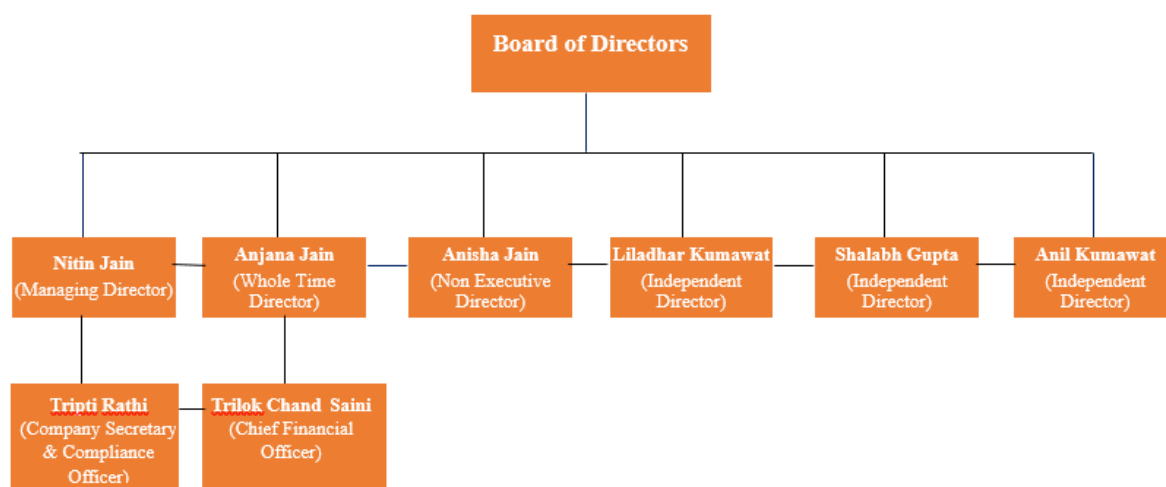 Board of Directors
Nitin Jain
(Managing Director)
Anjana Jain
(Whole Time
Director)
Anisha Jain
(Non Executive
Director)
Liladhar Kumawat
(Independent
Director)
Shalabh Gupta
(Independent
Director)
Anil Kumawat
(Independent
Director)
Tripti Rathi
(Company Secretary
& Compliance
Officer)
Trilok Chand Saini
(Chief Financial
Officer)